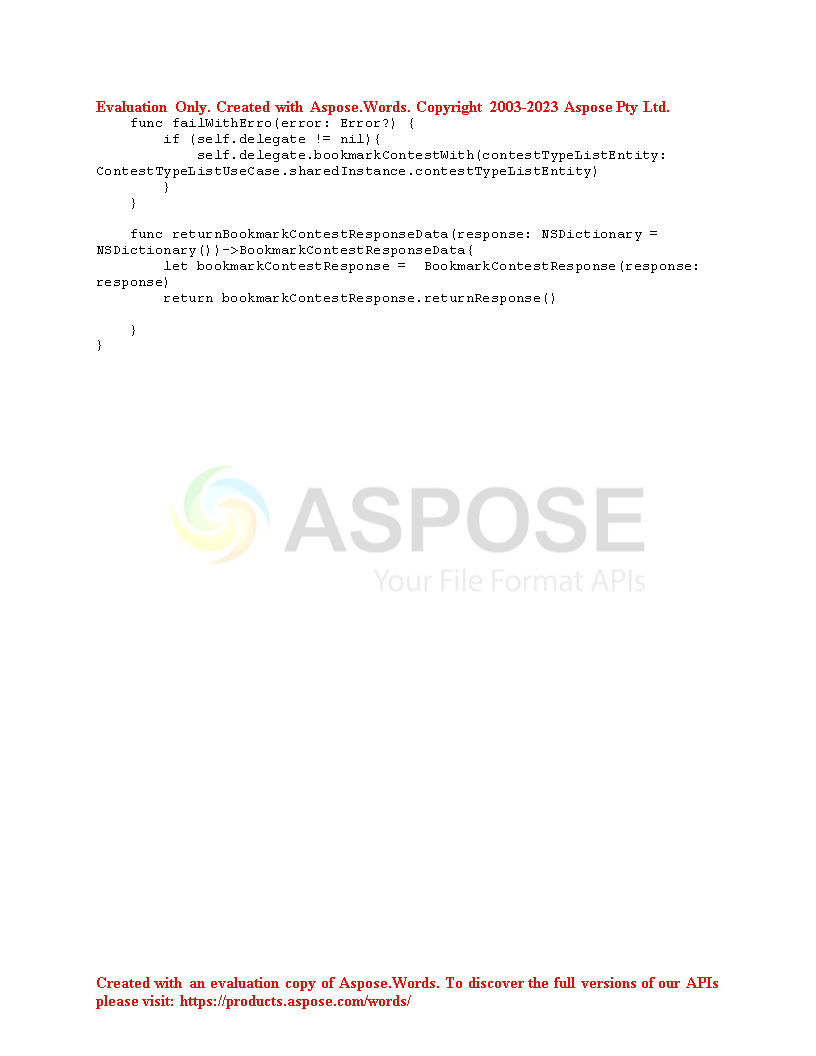 Evaluation Only. Created with Aspose.Words. Copyright 2003-2023 Aspose Pty Ltd.
    func failWithErro(error: Error?) {
        if (self.delegate != nil){
            self.delegate.bookmarkContestWith(contestTypeListEntity:
ContestTypeListUseCase.sharedInstance.contestTypeListEntity)
        }
    }

    func returnBookmarkContestResponseData(response: NSDictionary =
NSDictionary())->BookmarkContestResponseData{
        let bookmarkContestResponse =  BookmarkContestResponse(response:
response)
        return bookmarkContestResponse.returnResponse()

    }
}
ASPOSE
Your File Format APIs
Created with an evaluation copy of Aspose.Words. To discover the full versions of our APIs
please visit: https://products.aspose.com/words/